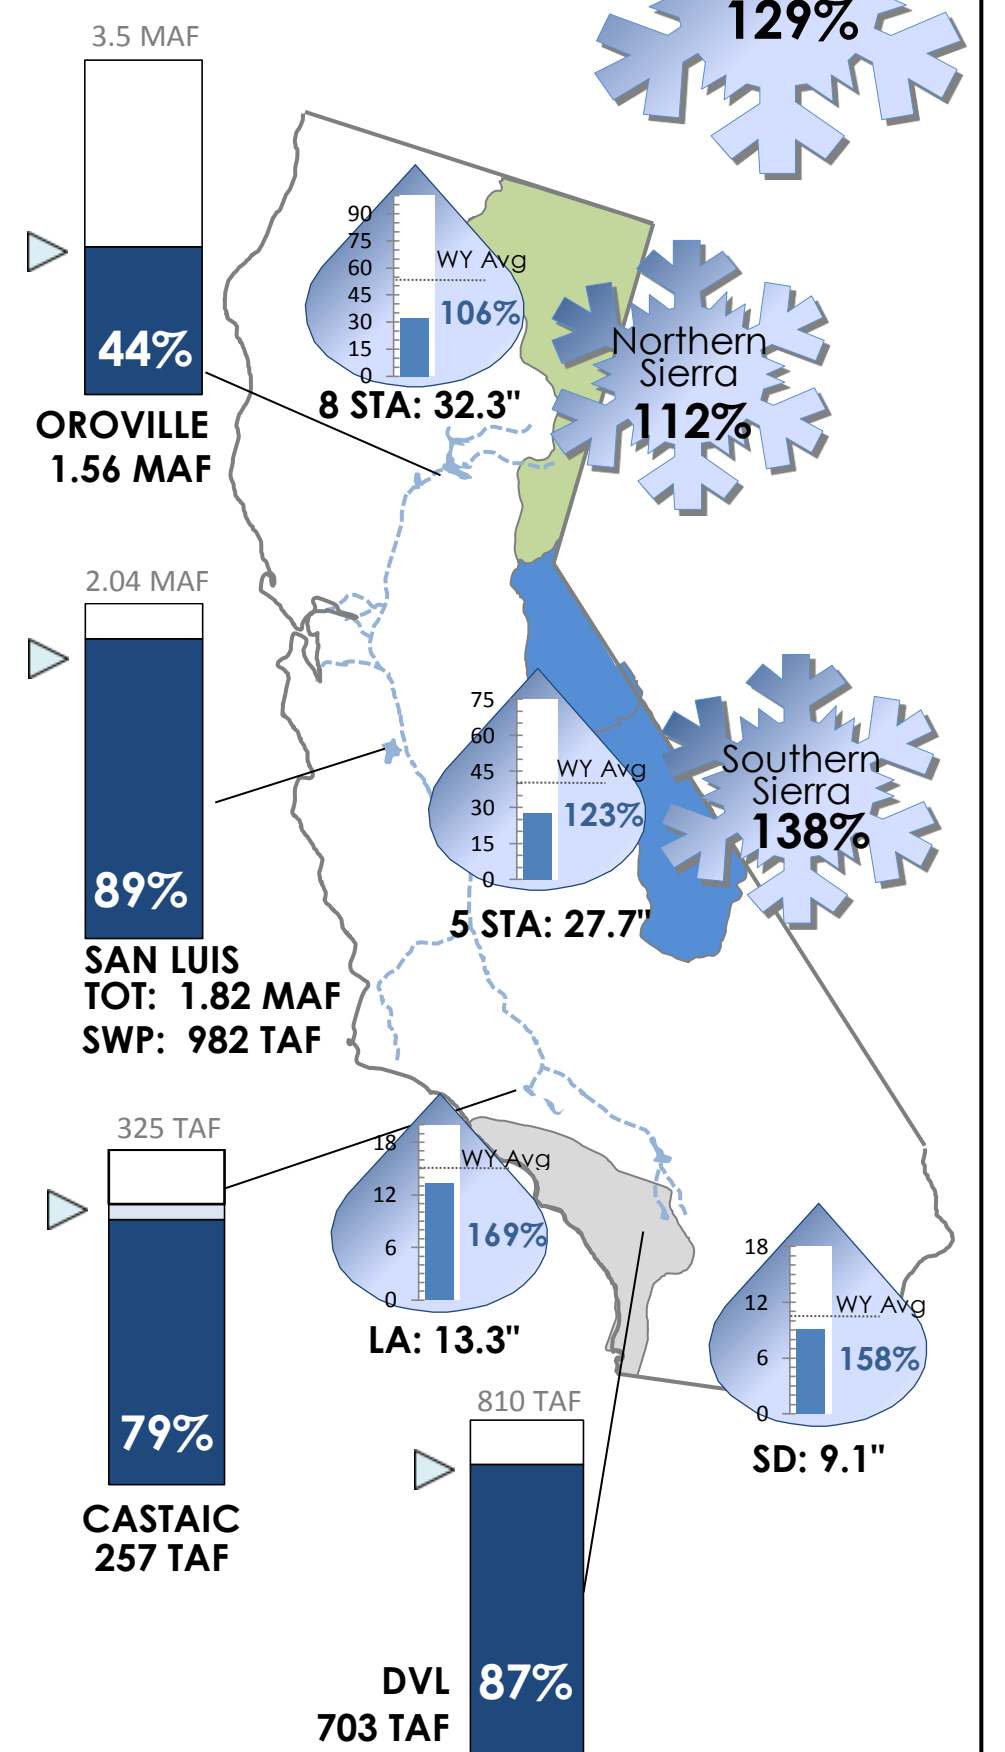 129%
3.5 MAF
44%
OROVILLE
1.56 MAF
90
75
60
45
30
15
0
WY Avg
106%
8 STA: 32.3"
Northern
Sierra
112%
2.04 MAF
89%
SAN LUIS
TOT: 1.82 MAF
SWP: 982 TAF
75
60
45
30
15
0
WY Avg
123%
5 STA: 27.7"
Southern
Sierra
138%
325 TAF
79%
CASTAIC
257 TAF
18
12
6
0
WY Avg
169%
LA: 13.3"
18
12
6
0
WY Avg
158%
SD: 9.1"
810 TAF
87%
DVL
703 TAF